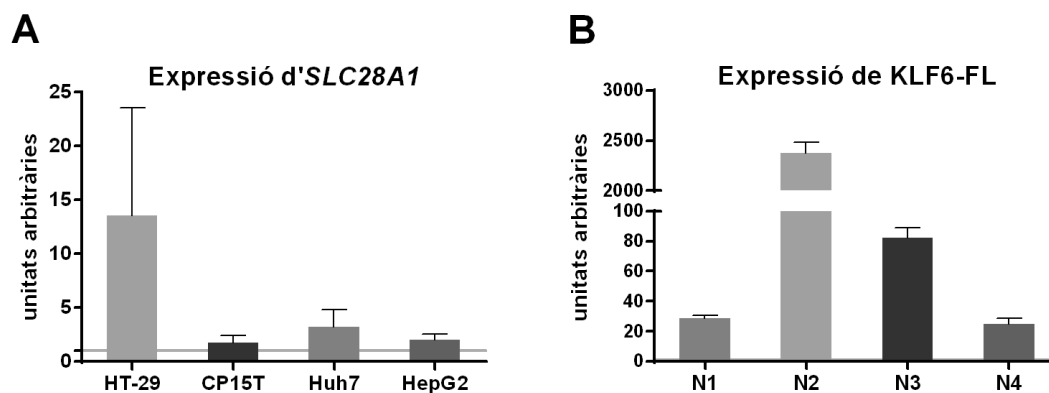 A
Expressió d'SLC28A1
unitats arbitràries
25
20
15
10
5
0
HT-29 CP15T Huh7 HepG2
B
Expressió de KLF6-FL
unitats arbitràries
3000
2500
2000
100
80
60
40
20
0
N1 N2 N3 N4